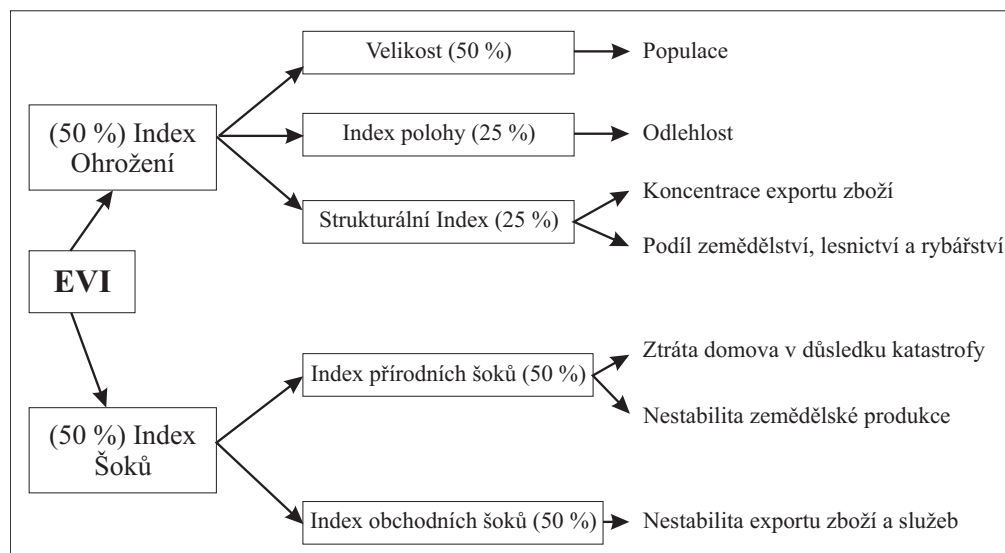 Velikost (50 %)
Populace
(50 %) Index
Ohrožení
Index polohy (25 %)
Odlehlost
Strukturální Index (25 %)
Koncentrace exportu zboží
Podíl zemědělství, lesnictví a rybářství
EVI
Index přírodních šoků (50 %)
Ztráta domova v důsledku katastrofy
Nestabilita zemědělské produkce
(50 %) Index
Šoků
Index obchodních šoků (50 %)
Nestabilita exportu zboží a služeb